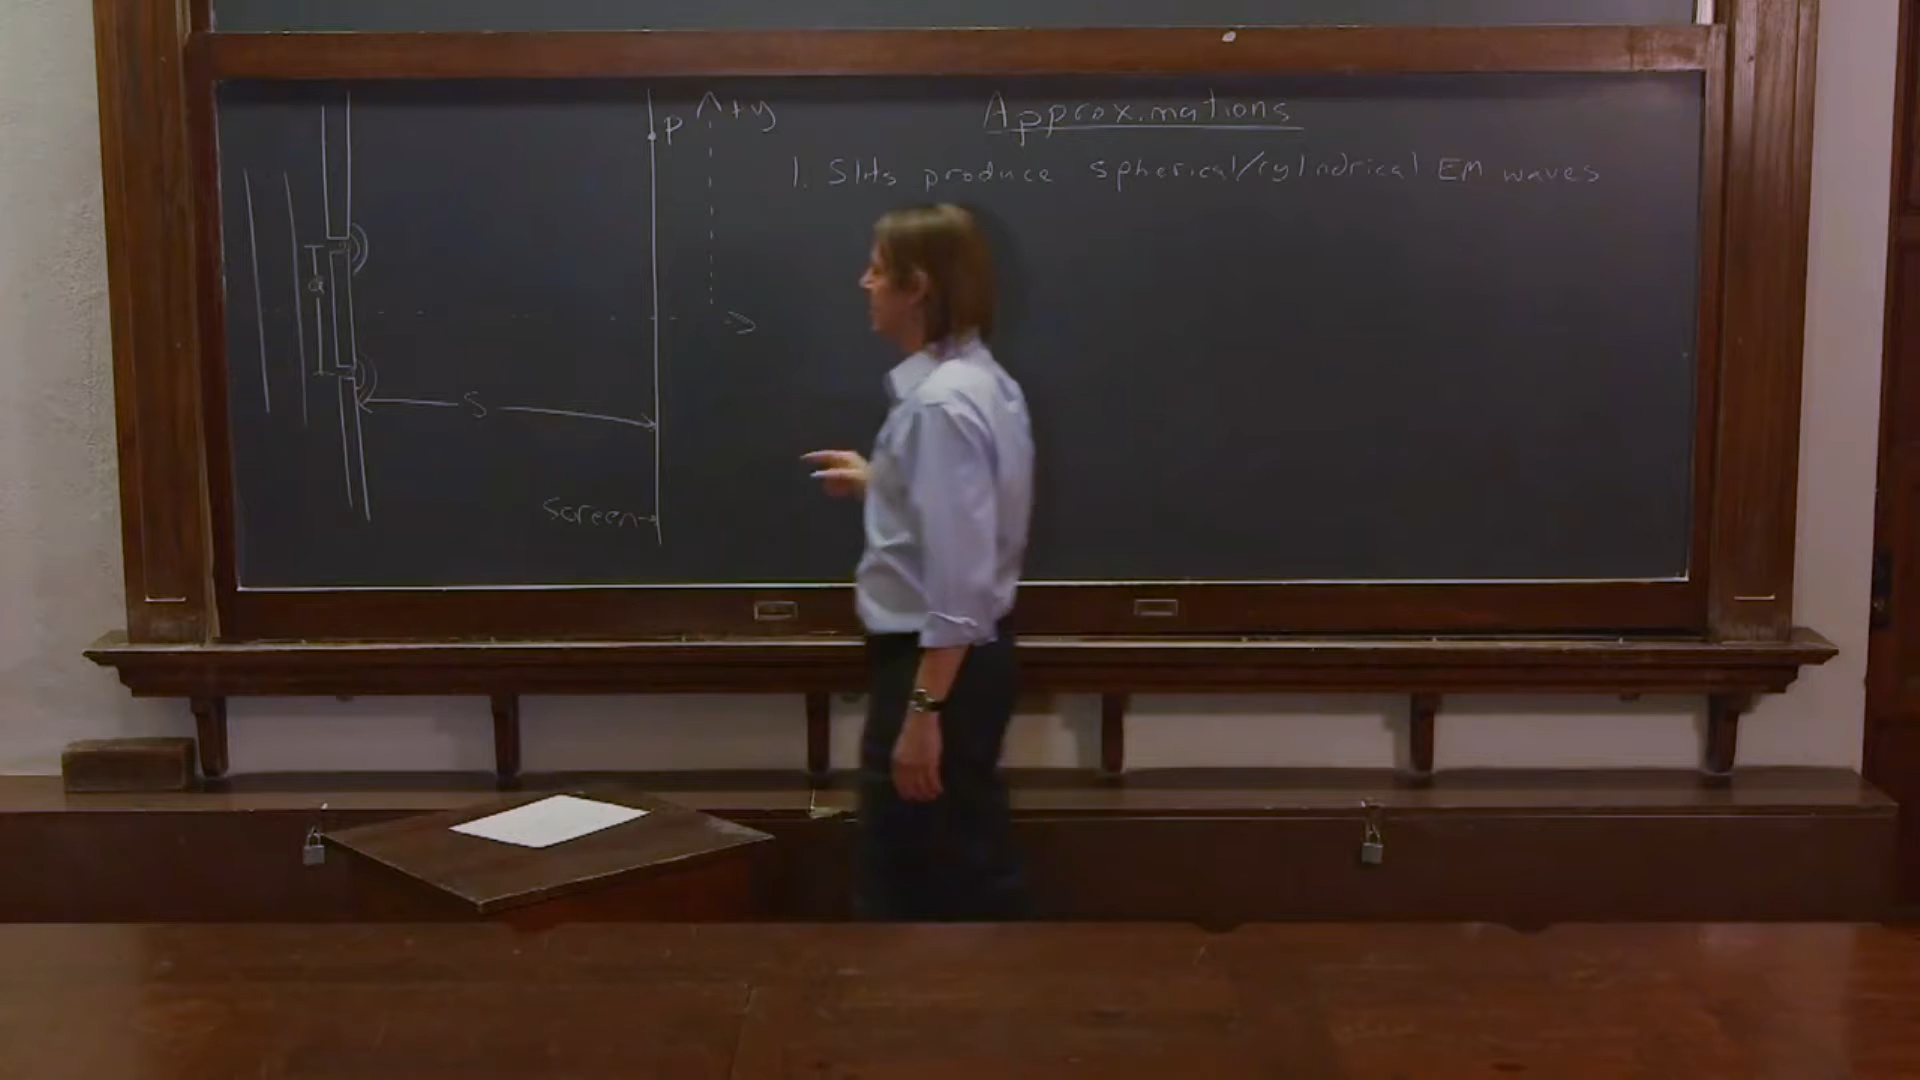 Approximations
1. Slits produce spherical/cylindrical EM waves
P
+y
a
S
Screen